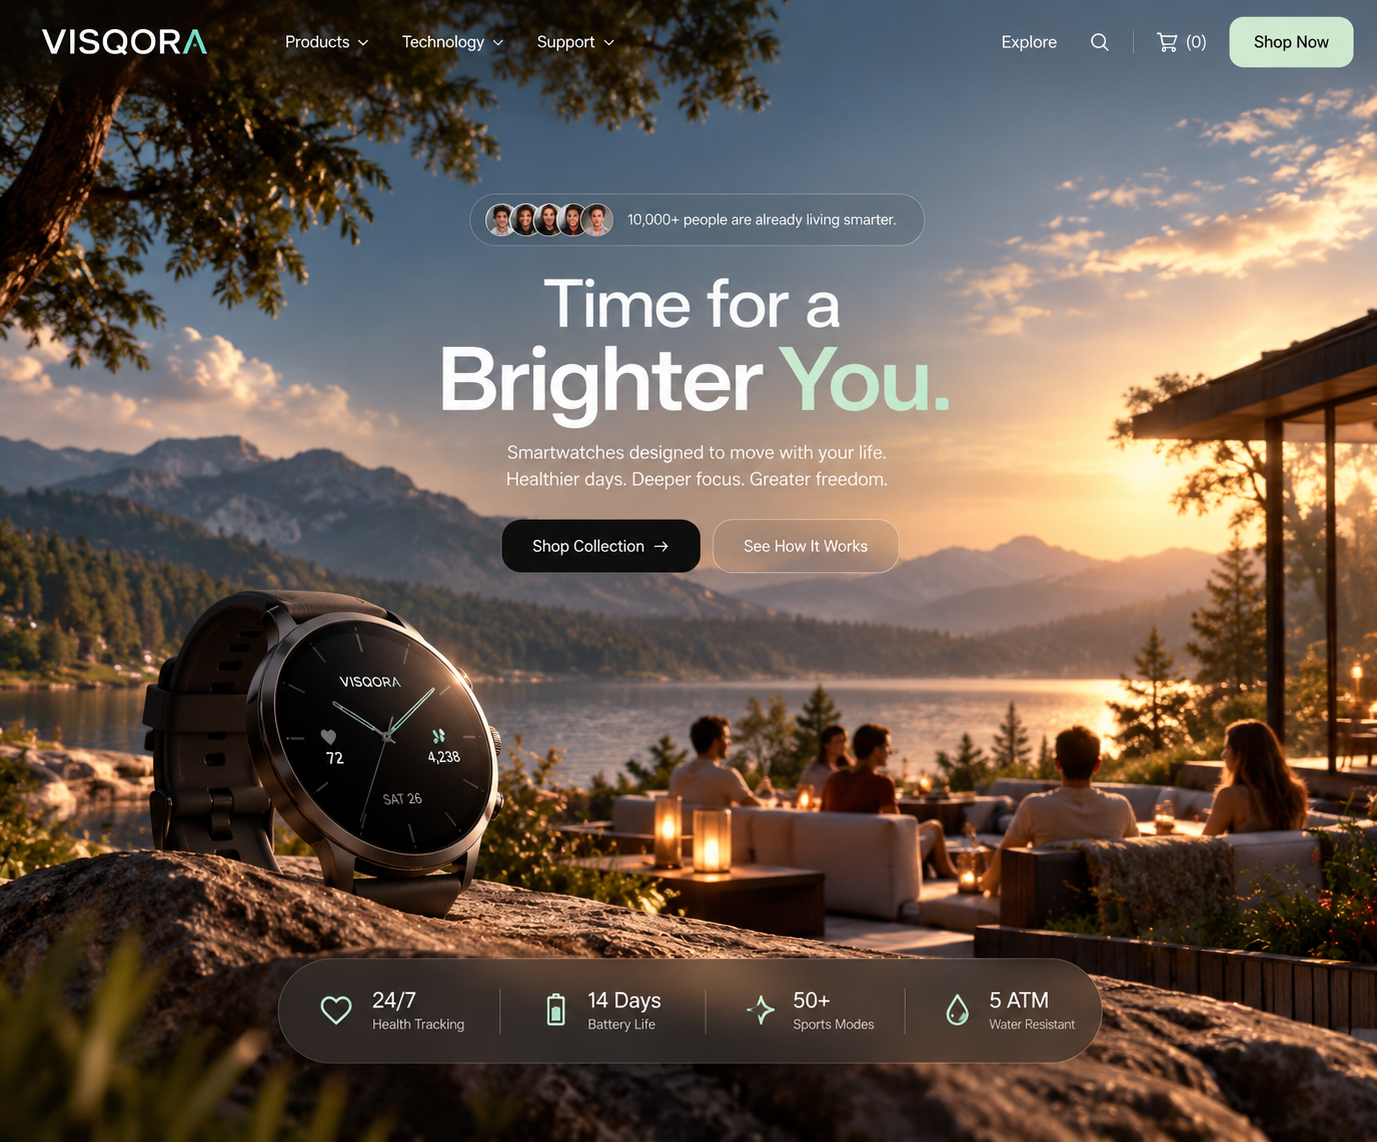 VISQORA
Products
Technology
Support
Explore
(0)
Shop Now
10,000+ people are already living smarter.
Time for a
Brighter You.
Smartwatches designed to move with your life.
Healthier days. Deeper focus. Greater freedom.
Shop Collection →
See How It Works
VISQORA
72
4,238
SAT 26
24/7
Health Tracking
14 Days
Battery Life
50+
Sports Modes
5 ATM
Water Resistant